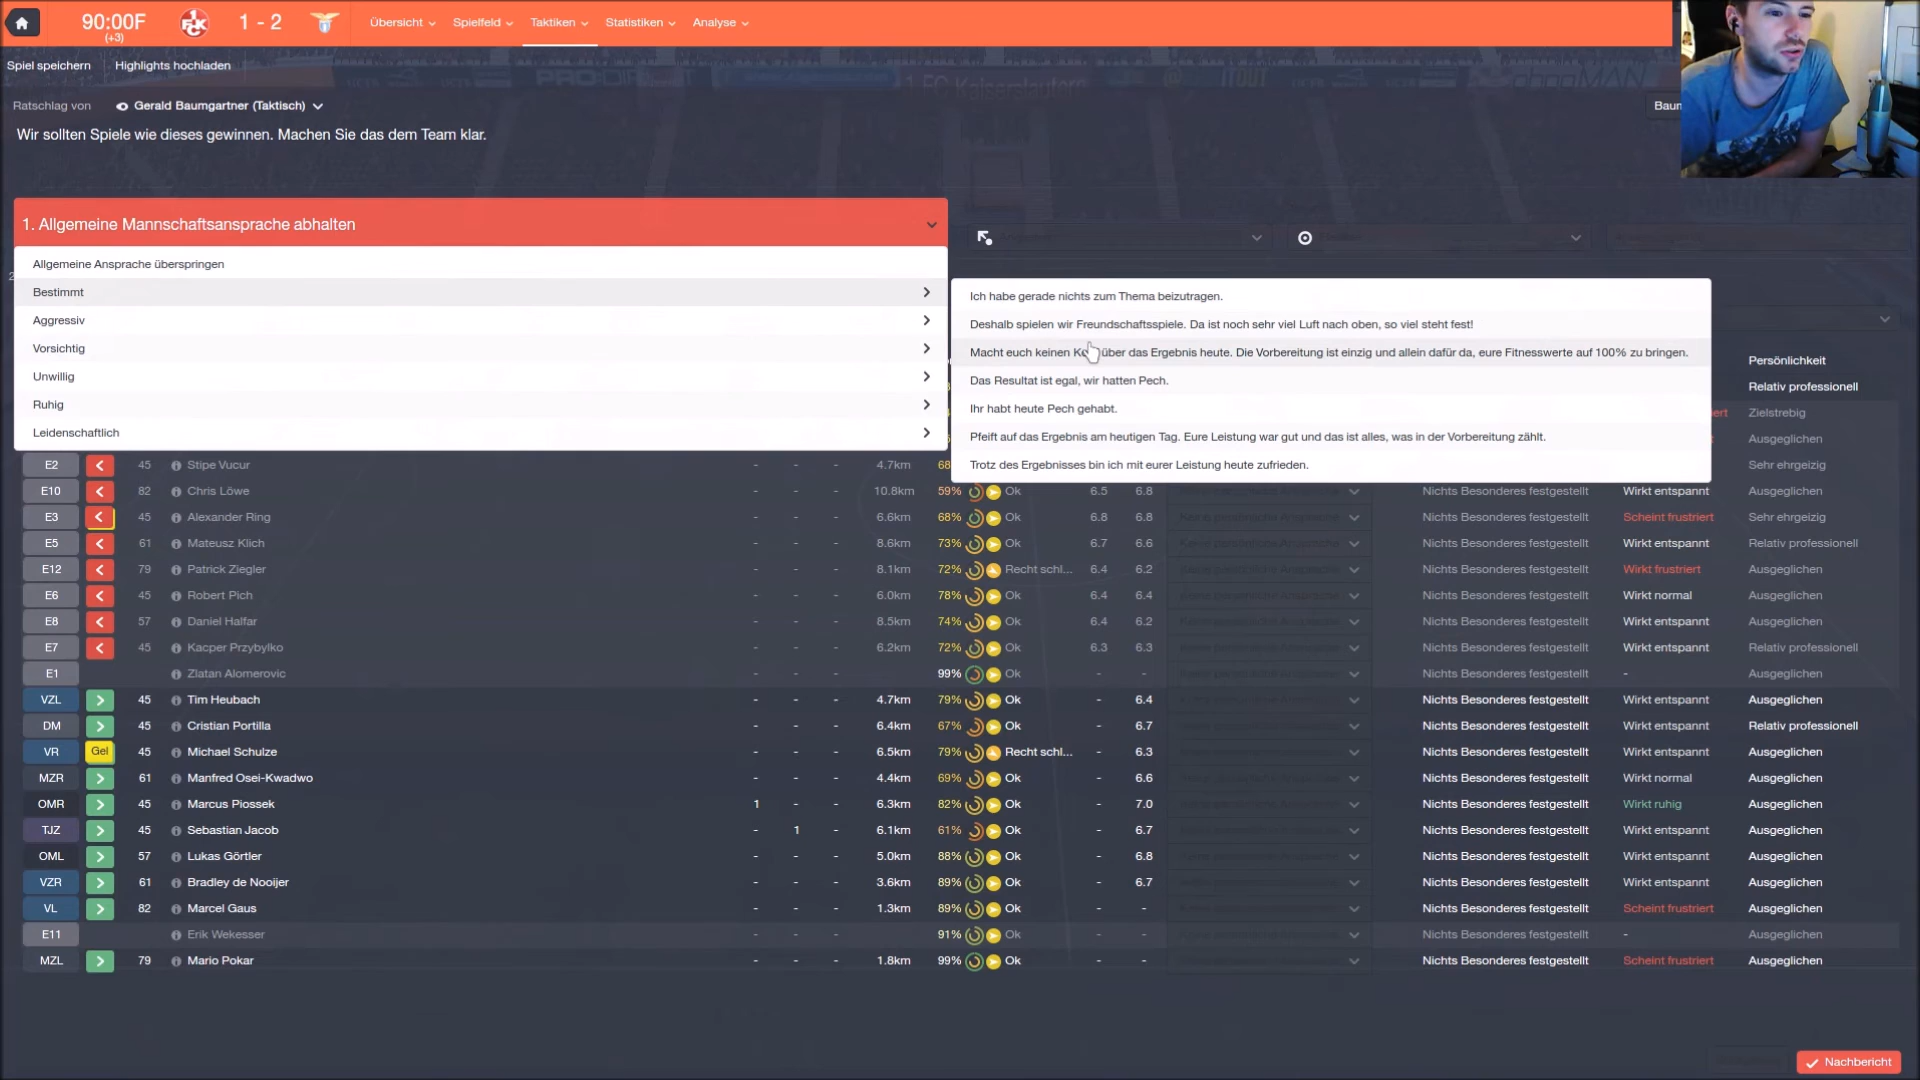 90:00F
(+3)
1 - 2
Übersicht
Spielfeld
Taktiken
Statistiken
Analyse
Spiel speichern
Highlights hochladen
Ratschlag von
Gerald Baumgartner (Taktisch)
Wir sollten Spiele wie dieses gewinnen. Machen Sie das dem Team klar.
1. Allgemeine Mannschaftsansprache abhalten
Allgemeine Ansprache überspringen
Bestimmt
Aggressiv
Vorsichtig
Unwillig
Ruhig
Leidenschaftlich
Ich habe gerade nichts zum Thema beizutragen.
Deshalb spielen wir Freundschaftsspiele. Da ist noch sehr viel Luft nach oben, so viel steht fest!
Macht euch keinen über das Ergebnis heute. Die Vorbereitung ist einzig und allein dafür da, eure Fitnesswerte auf 100% zu bringen.
Das Resultat ist egal, wir hatten Pech.
Ihr habt heute Pech gehabt.
Pfeift auf das Ergebnis am heutigen Tag. Eure Leistung war gut und das ist alles, was in der Vorbereitung zählt.
Trotz des Ergebnisses bin ich mit eurer Leistung heute zufrieden.
Persönlichkeit
Relativ professionell
Zielstrebig
Ausgeglichen
E2 45 Stipe Vucur - - - 4.7km 68 Sehr ehrgeizig
E10 82 Chris Löwe - - - 10.8km 59% Ok 6.5 6.8 Nichts Besonderes festgestellt Wirkt entspannt Ausgeglichen
E3 45 Alexander Ring - - - 6.6km 68% Ok 6.8 6.8 Nichts Besonderes festgestellt Scheint frustriert Sehr ehrgeizig
E5 61 Mateusz Klich - - - 8.6km 73% Ok 6.7 6.6 Nichts Besonderes festgestellt Wirkt entspannt Relativ professionell
E12 79 Patrick Ziegler - - - 8.1km 72% Recht schl... 6.4 6.2 Nichts Besonderes festgestellt Wirkt frustriert Ausgeglichen
E6 45 Robert Pich - - - 6.0km 78% Ok 6.4 6.4 Nichts Besonderes festgestellt Wirkt normal Ausgeglichen
E8 57 Daniel Halfar - - - 8.5km 74% Ok 6.4 6.2 Nichts Besonderes festgestellt Wirkt entspannt Ausgeglichen
E7 45 Kacper Przybylko - - - 6.2km 72% Ok 6.3 6.3 Nichts Besonderes festgestellt Wirkt entspannt Relativ professionell
E1 Zlatan Alomerovic 99% Ok - - Nichts Besonderes festgestellt - Ausgeglichen
VZL 45 Tim Heubach - - - 4.7km 79% Ok - 6.4 Nichts Besonderes festgestellt Wirkt entspannt Ausgeglichen
DM 45 Cristian Portilla - - - 6.4km 67% Ok - 6.7 Nichts Besonderes festgestellt Wirkt entspannt Relativ professionell
VR Gel 45 Michael Schulze - - - 6.5km 79% Recht schl... - 6.3 Nichts Besonderes festgestellt Wirkt entspannt Ausgeglichen
MZR 61 Manfred Osei-Kwadwo - - - 4.4km 69% Ok - 6.6 Nichts Besonderes festgestellt Wirkt normal Ausgeglichen
OMR 45 Marcus Piossek 1 - - 6.3km 82% Ok - 7.0 Nichts Besonderes festgestellt Wirkt ruhig Ausgeglichen
TJZ 45 Sebastian Jacob - 1 - 6.1km 61% Ok - 6.7 Nichts Besonderes festgestellt Wirkt entspannt Ausgeglichen
OML 57 Lukas Görtler - - - 5.0km 88% Ok - 6.8 Nichts Besonderes festgestellt Wirkt entspannt Ausgeglichen
VZR 61 Bradley de Nooijer - - - 3.6km 89% Ok - 6.7 Nichts Besonderes festgestellt Wirkt entspannt Ausgeglichen
VL 82 Marcel Gaus - - - 1.3km 89% Ok - - Nichts Besonderes festgestellt Scheint frustriert Ausgeglichen
E11 Erik Wekesser 91% Ok - - Nichts Besonderes festgestellt - Ausgeglichen
MZL 79 Mario Pokar - - - 1.8km 99% Ok - - Nichts Besonderes festgestellt Scheint frustriert Ausgeglichen
Nachbericht